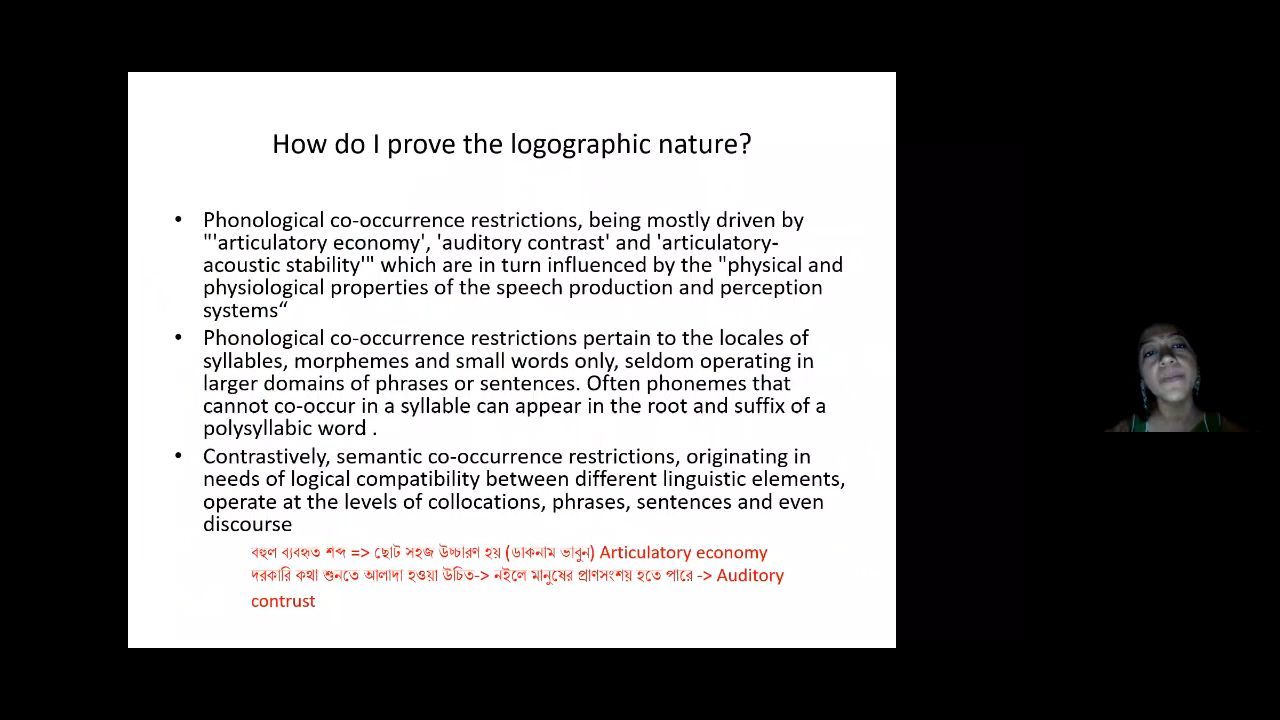 How do I prove the logographic nature?
• Phonological co-occurrence restrictions, being mostly driven by
"'articulatory economy', 'auditory contrast' and 'articulatory-
acoustic stability'" which are in turn influenced by the "physical and
physiological properties of the speech production and perception
systems“
• Phonological co-occurrence restrictions pertain to the locales of
syllables, morphemes and small words only, seldom operating in
larger domains of phrases or sentences. Often phonemes that
cannot co-occur in a syllable can appear in the root and suffix of a
polysyllabic word .
• Contrastively, semantic co-occurrence restrictions, originating in
needs of logical compatibility between different linguistic elements,
operate at the levels of collocations, phrases, sentences and even
discourse
বহুল ব্যবহৃত শব্দ => ছোট সহজ উচ্চারণ হয় (ডাকনাম ভাবুন) Articulatory economy
দরকারি কথা শুনতে আলাদা হওয়া উচিত-> নইলে মানুষের প্রাণসংশয় হতে পারে -> Auditory
contrust